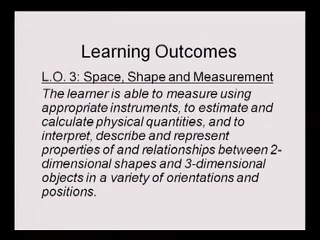 Learning Outcomes
L.O. 3: Space, Shape and Measurement
The learner is able to measure using
appropriate instruments, to estimate and
calculate physical quantities, and to
interpret, describe and represent
properties of and relationships between 2-
dimensional shapes and 3-dimensional
objects in a variety of orientations and
positions.